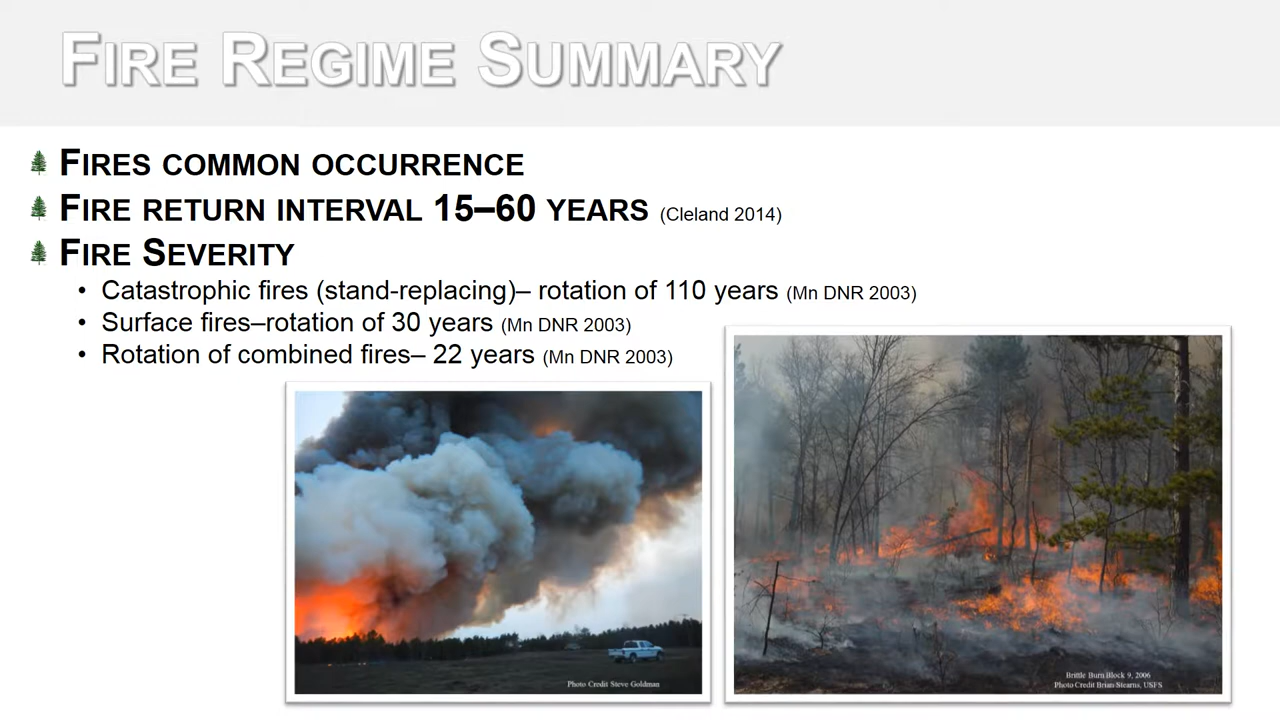 FIRE REGIME SUMMARY
FIRES COMMON OCCURRENCE
FIRE RETURN INTERVAL 15–60 YEARS (Cleland 2014)
FIRE SEVERITY
• Catastrophic fires (stand-replacing)– rotation of 110 years (Mn DNR 2003)
• Surface fires–rotation of 30 years (Mn DNR 2003)
• Rotation of combined fires– 22 years (Mn DNR 2003)
Photo Credit Steve Goldman
Brittle Burn Block 9, 2006
Photo Credit Brian Stearns, USFS